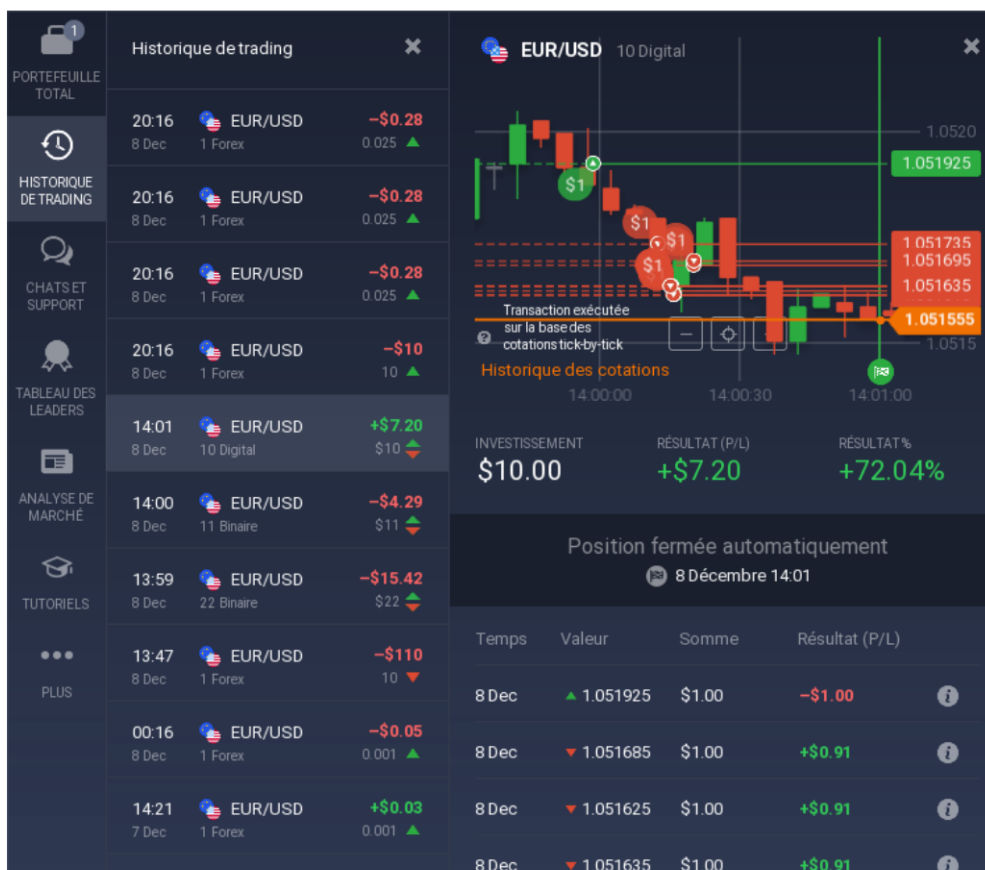 1
PORTEFEUILLE
TOTAL
HISTORIQUE
DE TRADING
CHATS ET
SUPPORT
TABLEAU DES
LEADERS
ANALYSE DE
MARCHÉ
TUTORIELS
PLUS
Historique de trading
20:16 EUR/USD –$0.28
8 Dec 1 Forex 0.025
20:16 EUR/USD –$0.28
8 Dec 1 Forex 0.025
20:16 EUR/USD –$0.28
8 Dec 1 Forex 0.025
20:16 EUR/USD –$10
8 Dec 1 Forex 10
14:01 EUR/USD +$7.20
8 Dec 10 Digital $10
14:00 EUR/USD –$4.29
8 Dec 11 Binaire $11
13:59 EUR/USD –$15.42
8 Dec 22 Binaire $22
13:47 EUR/USD –$110
8 Dec 1 Forex 10
00:16 EUR/USD –$0.05
8 Dec 1 Forex 0.001
14:21 EUR/USD +$0.03
7 Dec 1 Forex 0.001
EUR/USD 10 Digital
1.0520
1.051925
$1
$1
$1
$1
1.051735
1.051695
1.051635
1.051555
1.0515
Transaction exécutée
sur la base des
cotations tick-by-tick
Historique des cotations
14:00:00 14:00:30 14:01:00
INVESTISSEMENT RÉSULTAT (P/L) RÉSULTAT%
$10.00 +$7.20 +72.04%
Position fermée automatiquement
8 Décembre 14:01
Temps Valeur Somme Résultat (P/L)
8 Dec 1.051925 $1.00 –$1.00
8 Dec 1.051685 $1.00 +$0.91
8 Dec 1.051625 $1.00 +$0.91
8 Dec 1.051635 $1.00 +$0.91